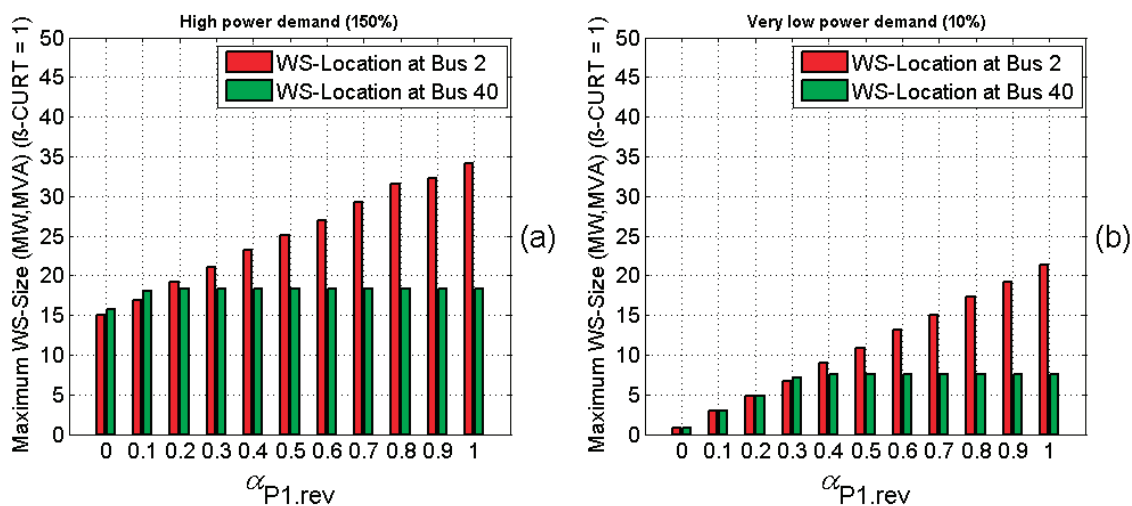 High power demand (150%)
Maximum WS-Size (MW,MVA) (ß-CURT = 1)
50
45
40
35
30
25
20
15
10
5
0
WS-Location at Bus 2
WS-Location at Bus 40
0 0.1 0.2 0.3 0.4 0.5 0.6 0.7 0.8 0.9 1
αP1.rev
(a)
Very low power demand (10%)
Maximum WS-Size (MW,MVA) (ß-CURT = 1)
50
45
40
35
30
25
20
15
10
5
0
WS-Location at Bus 2
WS-Location at Bus 40
0 0.1 0.2 0.3 0.4 0.5 0.6 0.7 0.8 0.9 1
αP1.rev
(b)